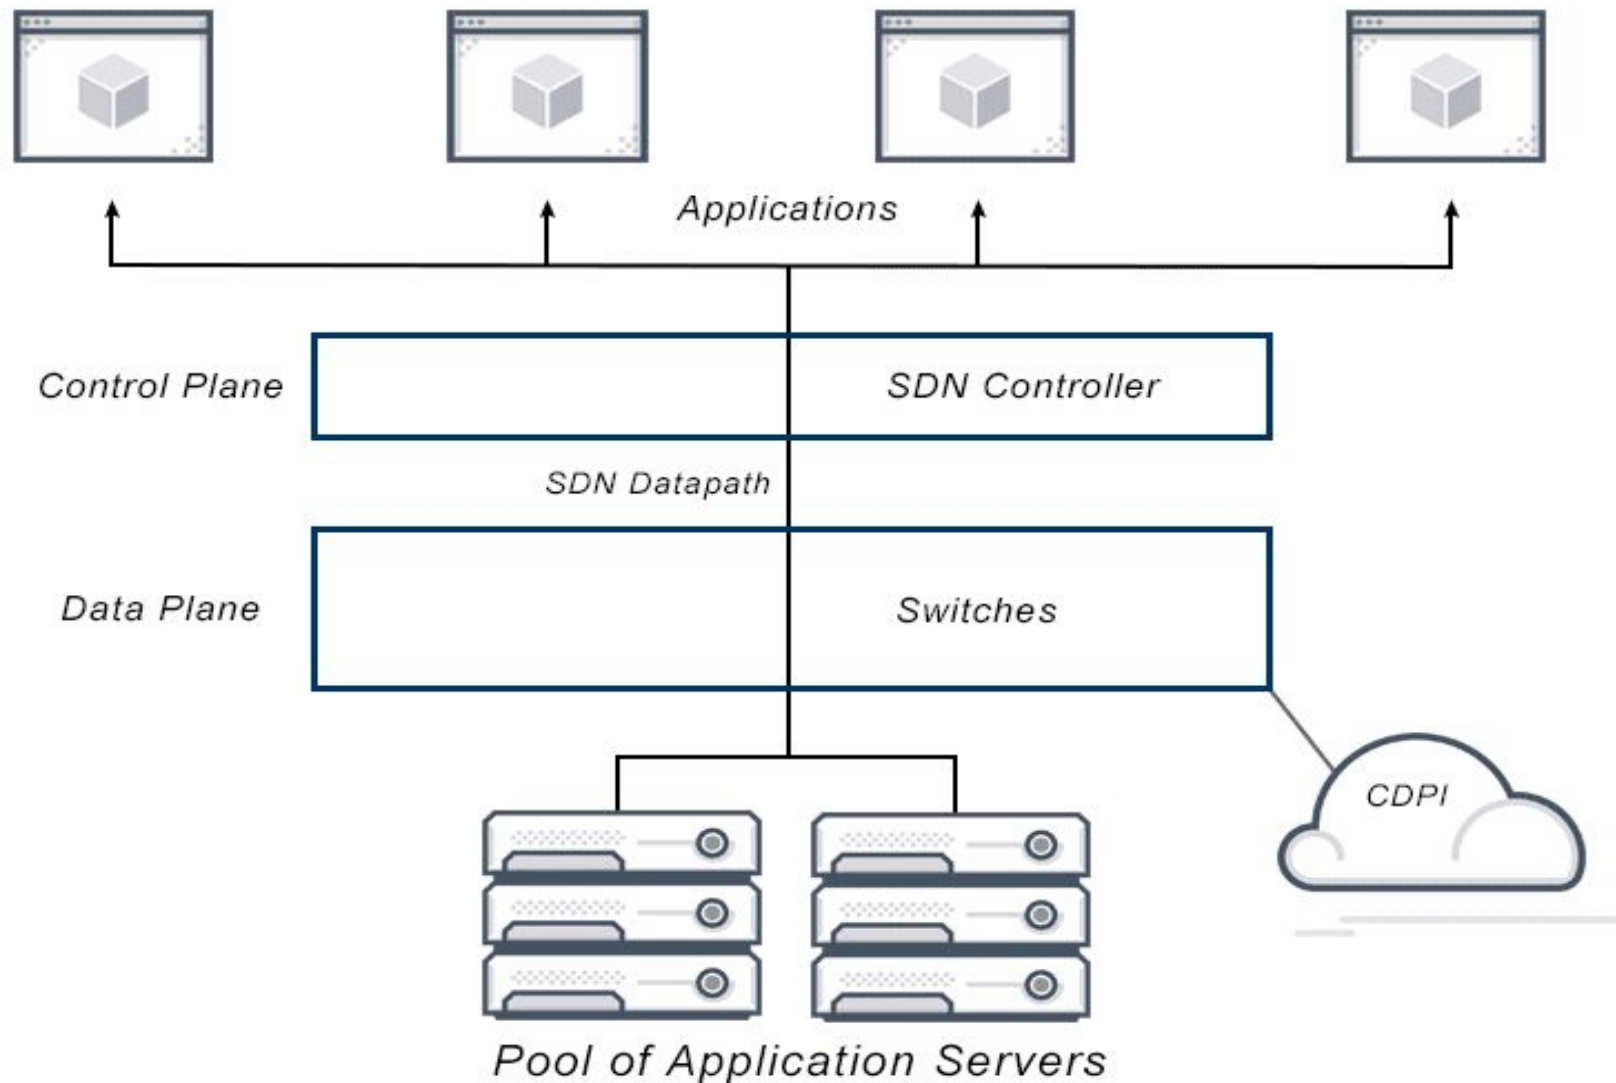 Applications
Control Plane
SDN Controller
SDN Datapath
Data Plane
Switches
CDPI
Pool of Application Servers